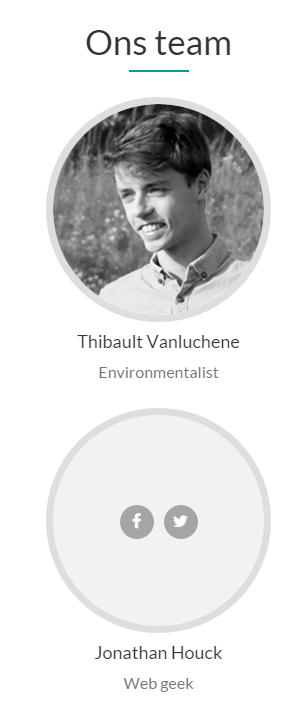 Ons team
Thibault Vanluchene
Environmentalist
Jonathan Houck
Web geek